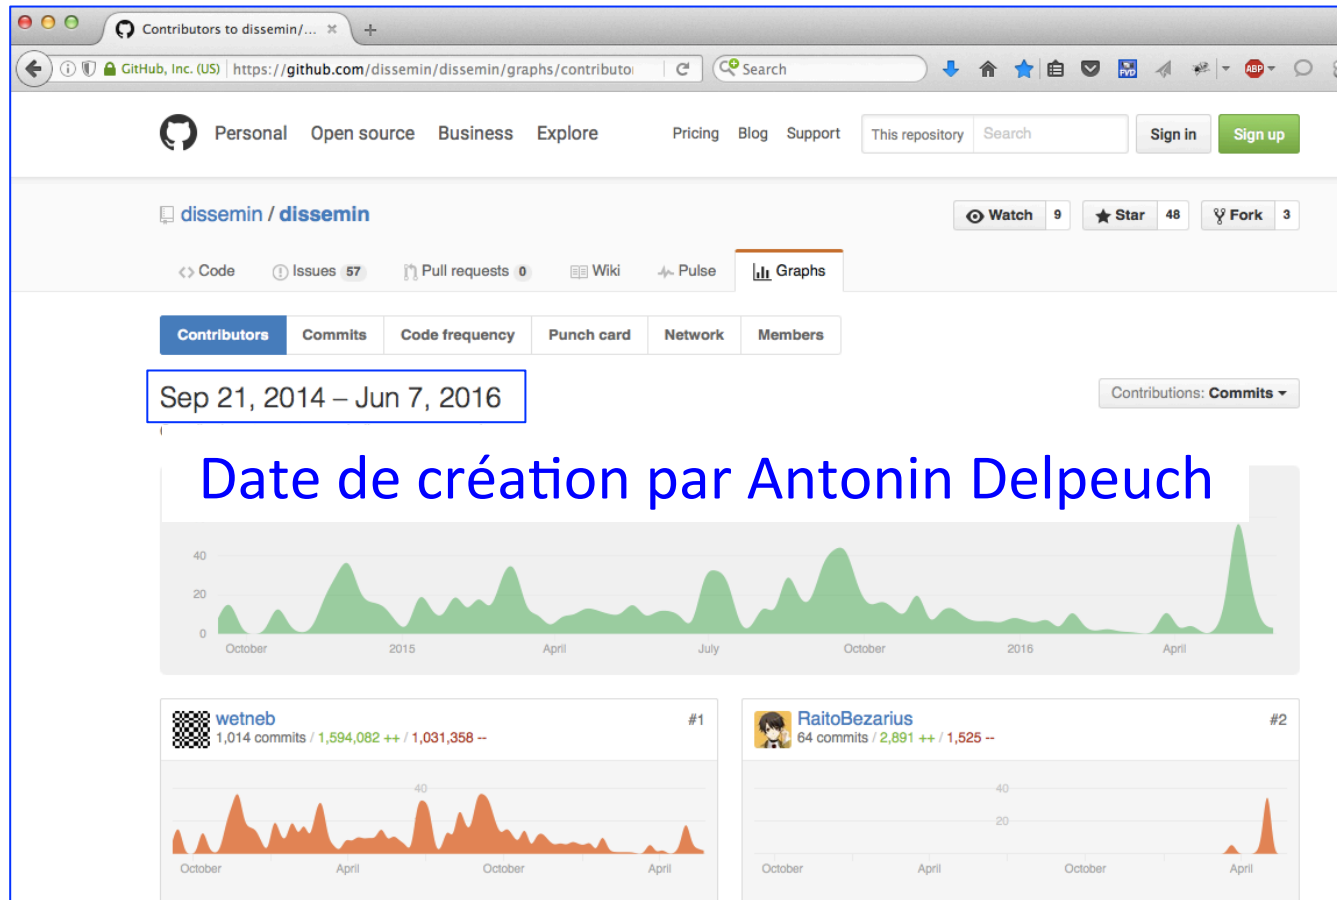 Contributors to dissemin/... × +
GitHub, Inc. (US) https://github.com/dissemin/dissemin/graphs/contributo Search ABP
Personal Open source Business Explore Pricing Blog Support This repository Search Sign in Sign up
dissemin / dissemin Watch 9 Star 48 Fork 3
Code Issues 57 Pull requests 0 Wiki Pulse Graphs
Contributors Commits Code frequency Punch card Network Members
Sep 21, 2014 – Jun 7, 2016 Contributions: Commits
Date de création par Antonin Delpeuch
40
20
0
October 2015 April July October 2016 April
wetneb #1
1,014 commits / 1,594,082 ++ / 1,031,358 --
40
October April October April
RaitoBezarius #2
64 commits / 2,891 ++ / 1,525 --
40
20
October April October April